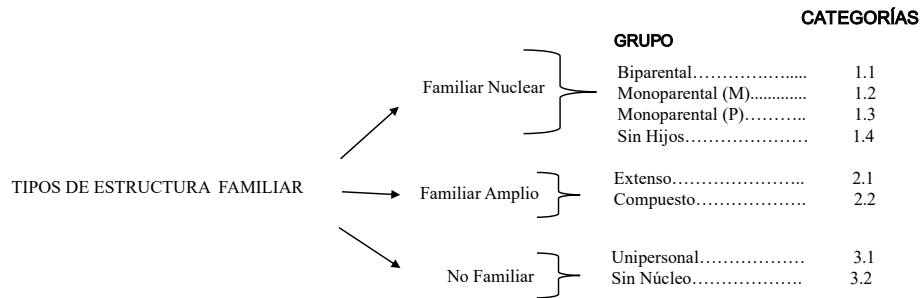 CATEGORÍAS
GRUPO
Familiar Nuclear
Biparental………….…..... 1.1
Monoparental (M)............. 1.2
Monoparental (P)……….. 1.3
Sin Hijos………………… 1.4
TIPOS DE ESTRUCTURA FAMILIAR
Familiar Amplio
Extenso………………….. 2.1
Compuesto………………. 2.2
No Familiar
Unipersonal……………… 3.1
Sin Núcleo………………. 3.2